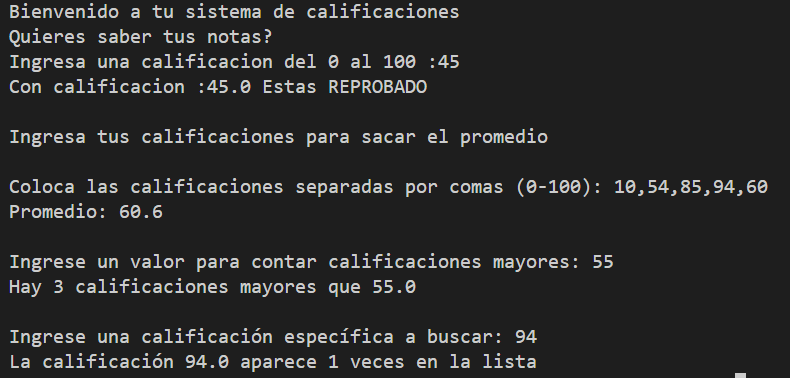 Bienvenido a tu sistema de calificaciones
Quieres saber tus notas?
Ingresa una calificacion del 0 al 100 :45
Con calificacion :45.0 Estas REPROBADO
Ingresa tus calificaciones para sacar el promedio
Coloca las calificaciones separadas por comas (0-100): 10,54,85,94,60
Promedio: 60.6
Ingrese un valor para contar calificaciones mayores: 55
Hay 3 calificaciones mayores que 55.0
Ingrese una calificación específica a buscar: 94
La calificación 94.0 aparece 1 veces en la lista